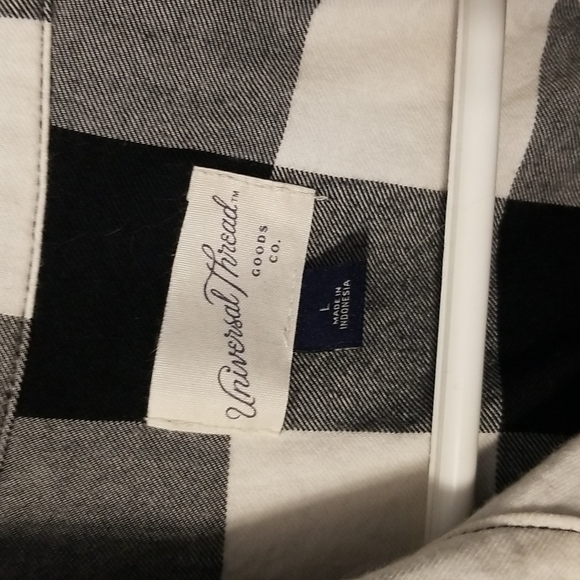 Universal Thread™
GOODS
CO.
L
MADE IN
INDONESIA